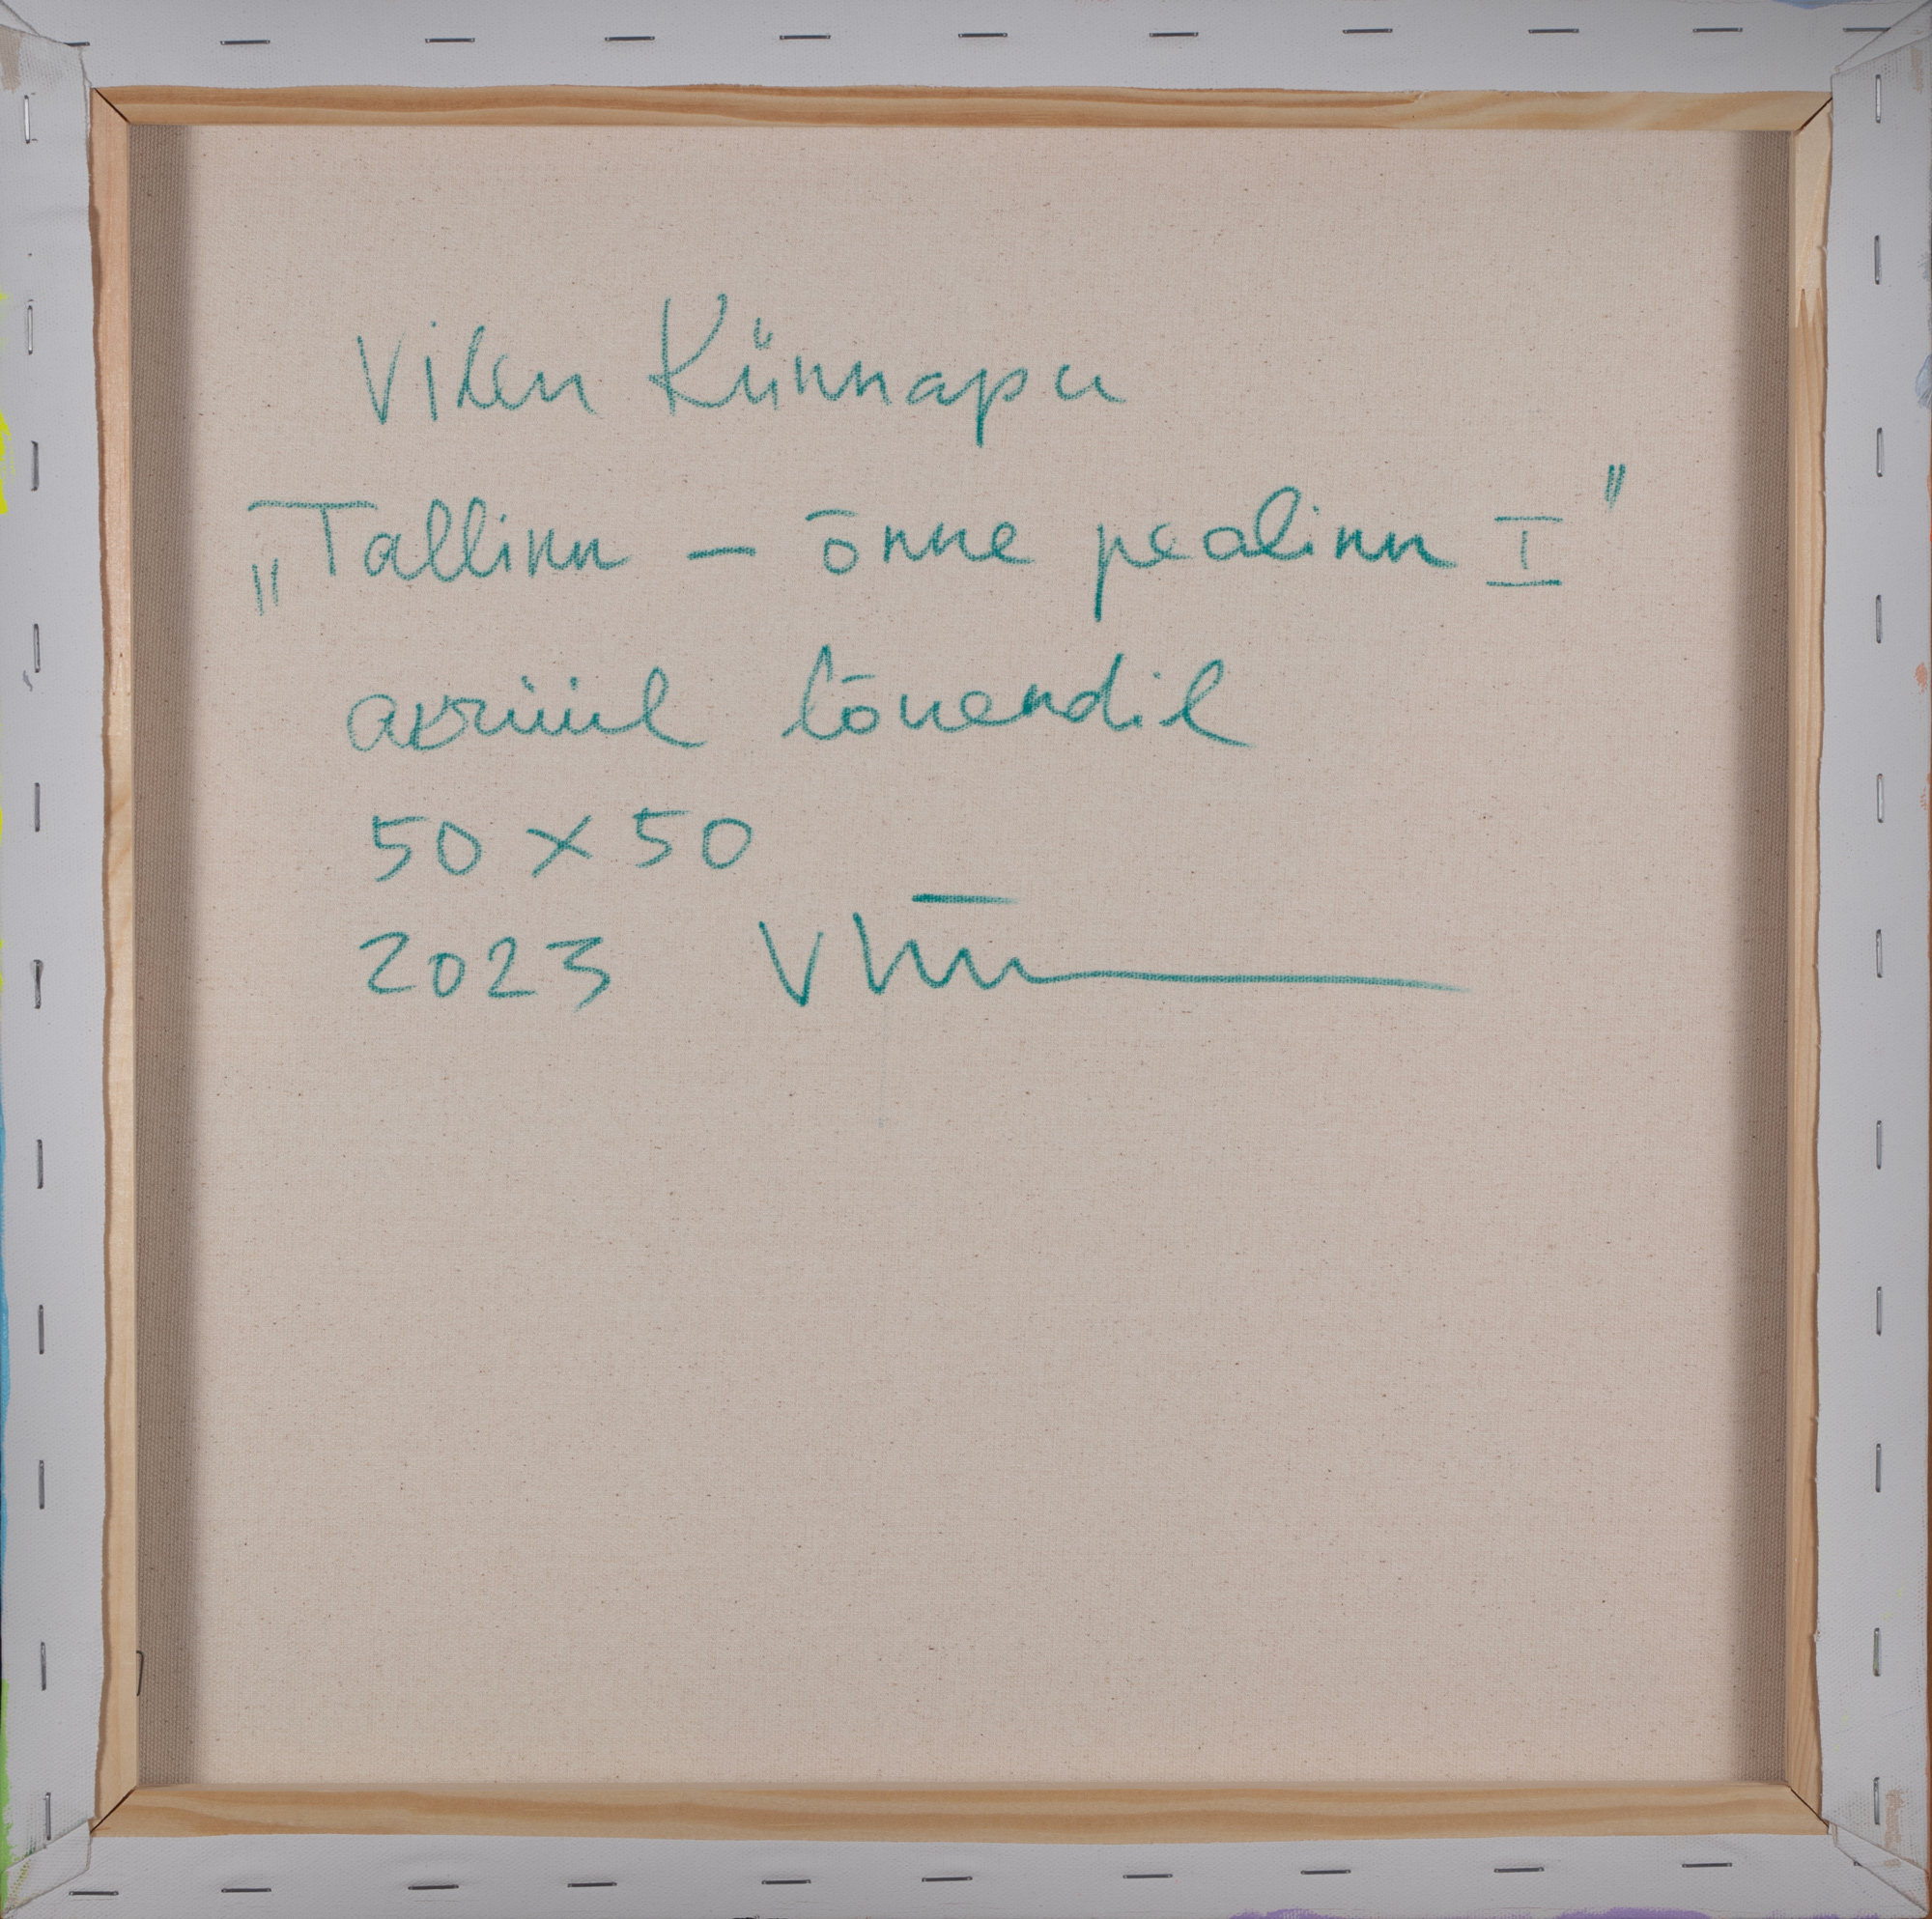 Vilen Künnapu
„Tallinn – õnne pealinn I"
akrüül lõuendil
50 x 50
2023